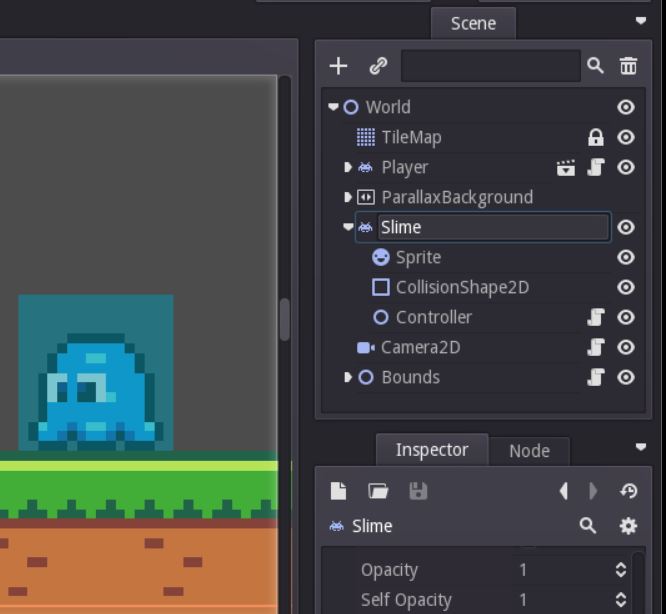 Scene
World
TileMap
Player
ParallaxBackground
Slime
Sprite
CollisionShape2D
Controller
Camera2D
Bounds
Inspector Node
Slime
Opacity 1
Self Opacity 1